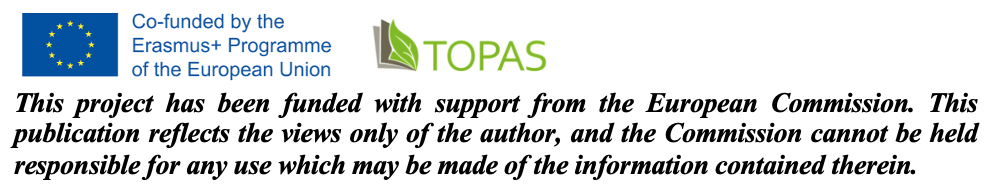 Co-funded by the
Erasmus+ Programme
of the European Union
TOPAS
This project has been funded with support from the European Commission. This
publication reflects the views only of the author, and the Commission cannot be held
responsible for any use which may be made of the information contained therein.